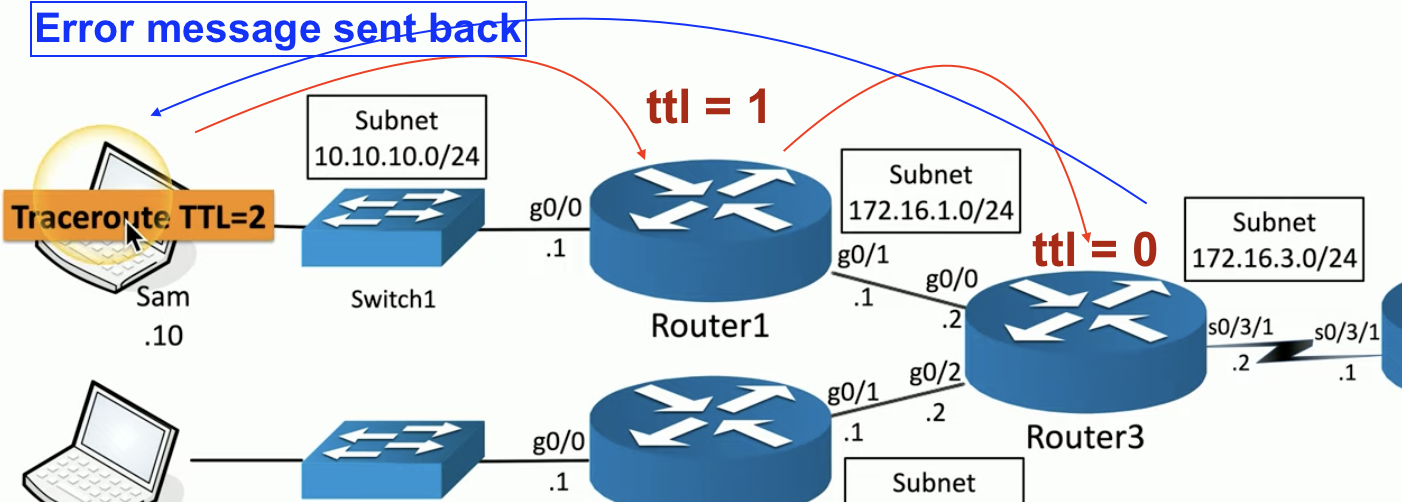 Error message sent back
ttl = 1
Subnet
10.10.10.0/24
Subnet
172.16.1.0/24
Traceroute TTL=2
g0/0
.1
ttl = 0
Subnet
172.16.3.0/24
g0/1
.1
g0/0
.2
Sam
.10
Switch1
Router1
s0/3/1
.2
s0/3/1
.1
g0/2
.2
g0/1
.1
Router3
g0/0
.1
Subnet